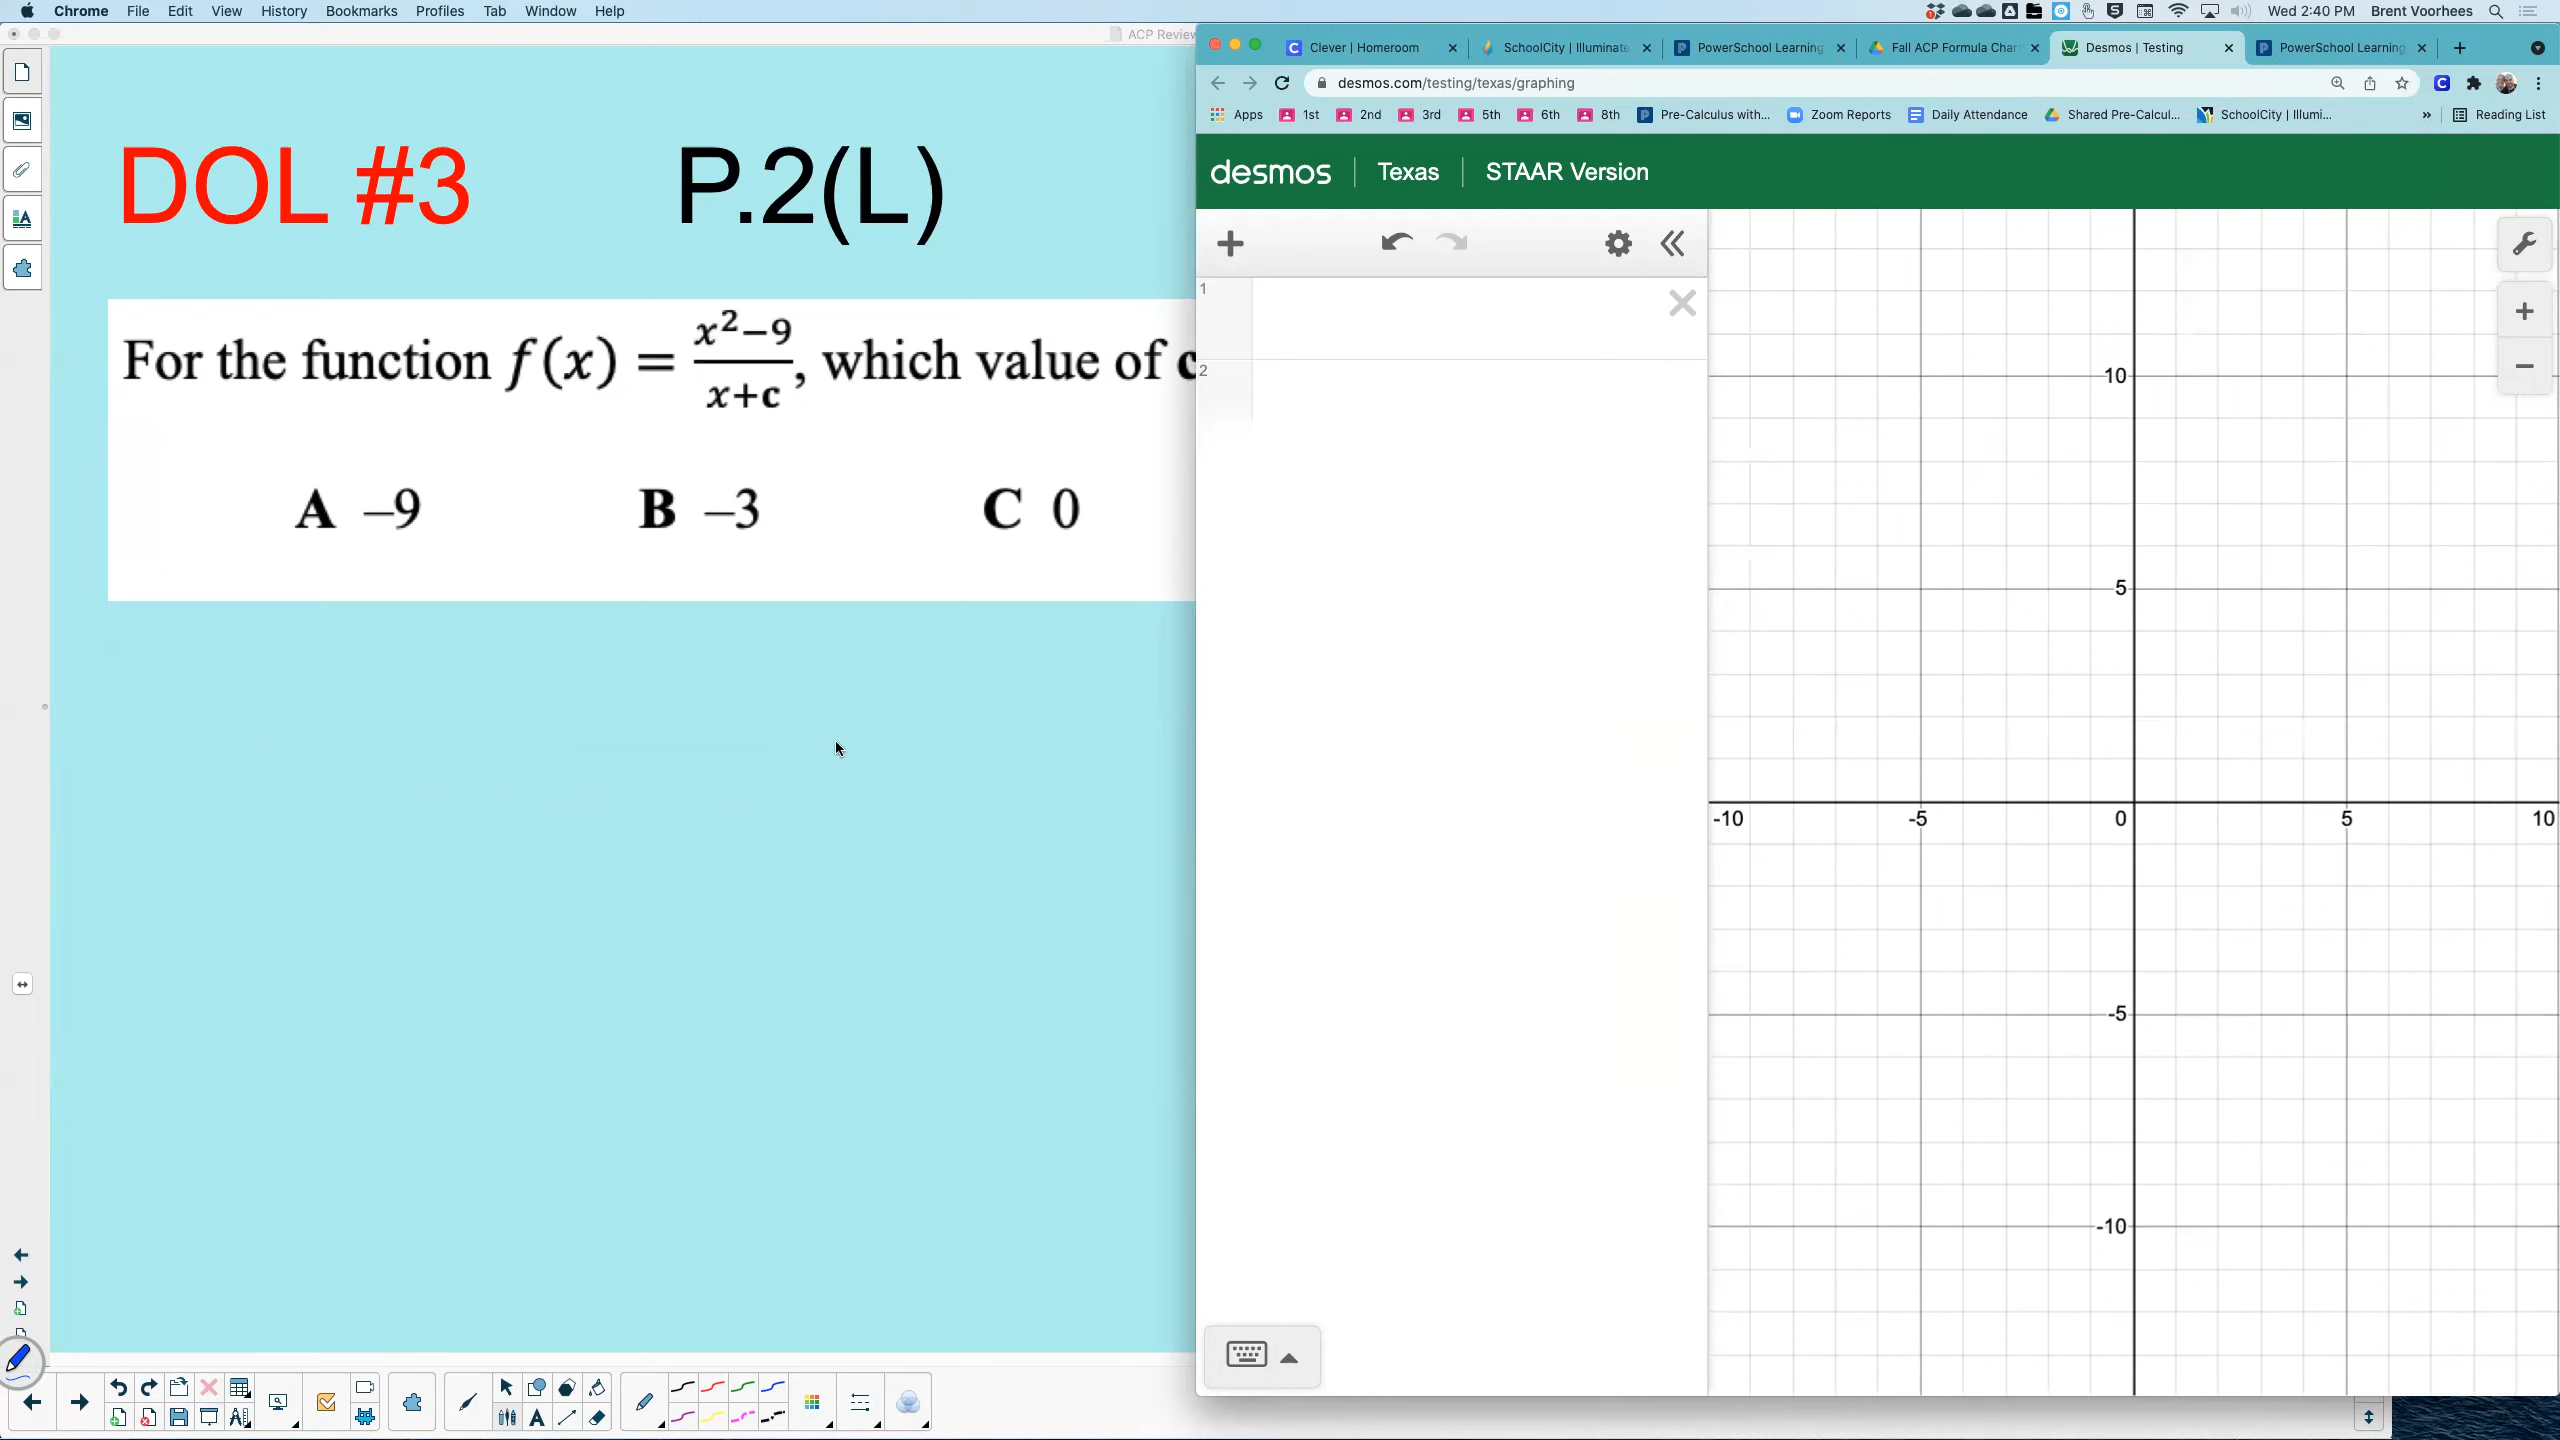 Chrome File Edit View History Bookmarks Profiles Tab Window Help
Wed 2:40 PM Brent Voorhees
ACP Review
DOL #3 P.2(L)
For the function f(x) = \frac{x²−9}{x+c}, which value of c
A –9 B –3 C 0
Clever | Homeroom
SchoolCity | Illuminate
PowerSchool Learning
Fall ACP Formula Char
Desmos | Testing
PowerSchool Learning
desmos.com/testing/texas/graphing
Apps 1st 2nd 3rd 5th 6th 8th Pre-Calculus with... Zoom Reports Daily Attendance Shared Pre-Calcul... SchoolCity | Illumi... » Reading List
desmos | Texas | STAAR Version
1
2
10
5
-10 -5 0 5 10
-5
-10